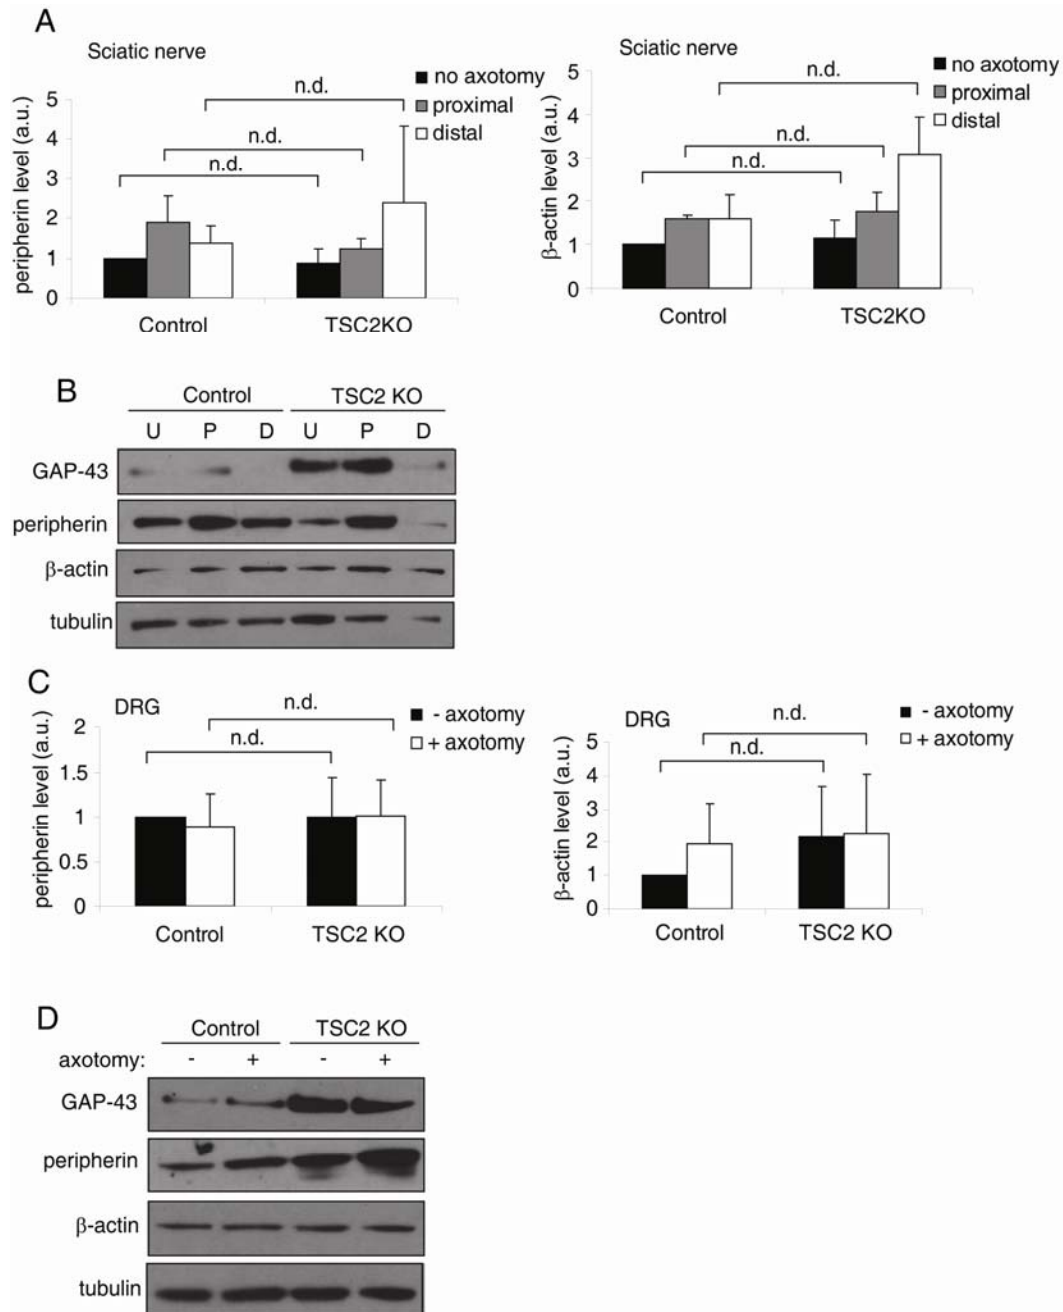 A
Sciatic nerve
no axotomy
proximal
distal
n.d.
n.d.
n.d.
peripherin level (a.u.)
5
4
3
2
1
0
Control
TSC2KO
Sciatic nerve
no axotomy
proximal
distal
n.d.
n.d.
n.d.
β-actin level (a.u.)
5
4
3
2
1
0
Control
TSC2KO
B
Control TSC2 KO
U P D U P D
GAP-43
peripherin
β-actin
tubulin
C
DRG
- axotomy
+ axotomy
n.d.
n.d.
peripherin level (a.u.)
2
1.5
1
0.5
0
Control
TSC2 KO
DRG
- axotomy
+ axotomy
n.d.
n.d.
β-actin level (a.u.)
5
4
3
2
1
0
Control
TSC2 KO
D
Control TSC2 KO
axotomy: - + - +
GAP-43
peripherin
β-actin
tubulin